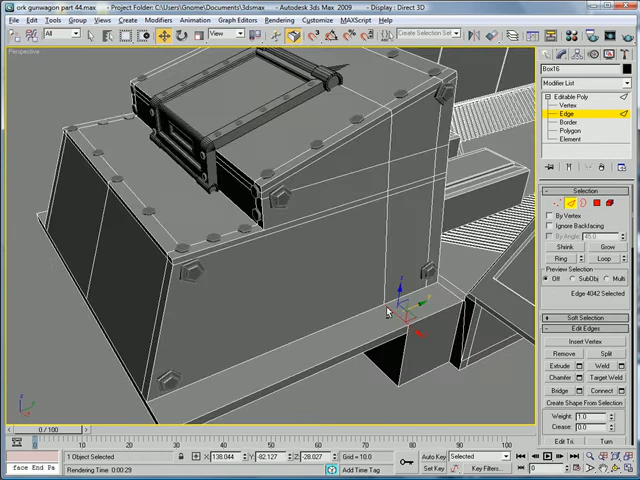 ork gunwagon part 44.max - Project Folder: C:\Users\Gnome\Documents\3dsmax - Autodesk 3ds Max 2009 - Display : Direct 3D
File Edit Tools Group Views Create Modifiers Animation Graph Editors Rendering Customize MAXScript Help
All View Create Selection Set
Perspective
Box16
Modifier List
Editable Poly
Vertex
Edge
Border
Polygon
Element
Selection
By Vertex
Ignore Backfacing
By Angle: 45.0
Shrink Grow
Ring Loop
Preview Selection
Off SubObj Multi
Edge 4042 Selected
Soft Selection
Edit Edges
Insert Vertex
Remove Split
Extrude Weld
Chamfer Target Weld
Bridge Connect
Create Shape From Selection
Weight: 1.0
Crease: 0.0
Edit Tri. Turn
0 / 100
0 10 20 30 40 50 60 70 80 90 100
1 Object Selected X: 138.044 Y: -82.127 Z: -28.027 Grid = 10.0 Auto Key Selected
face End Pa Rendering Time 0:00:29 Add Time Tag Set Key Key Filters... 0